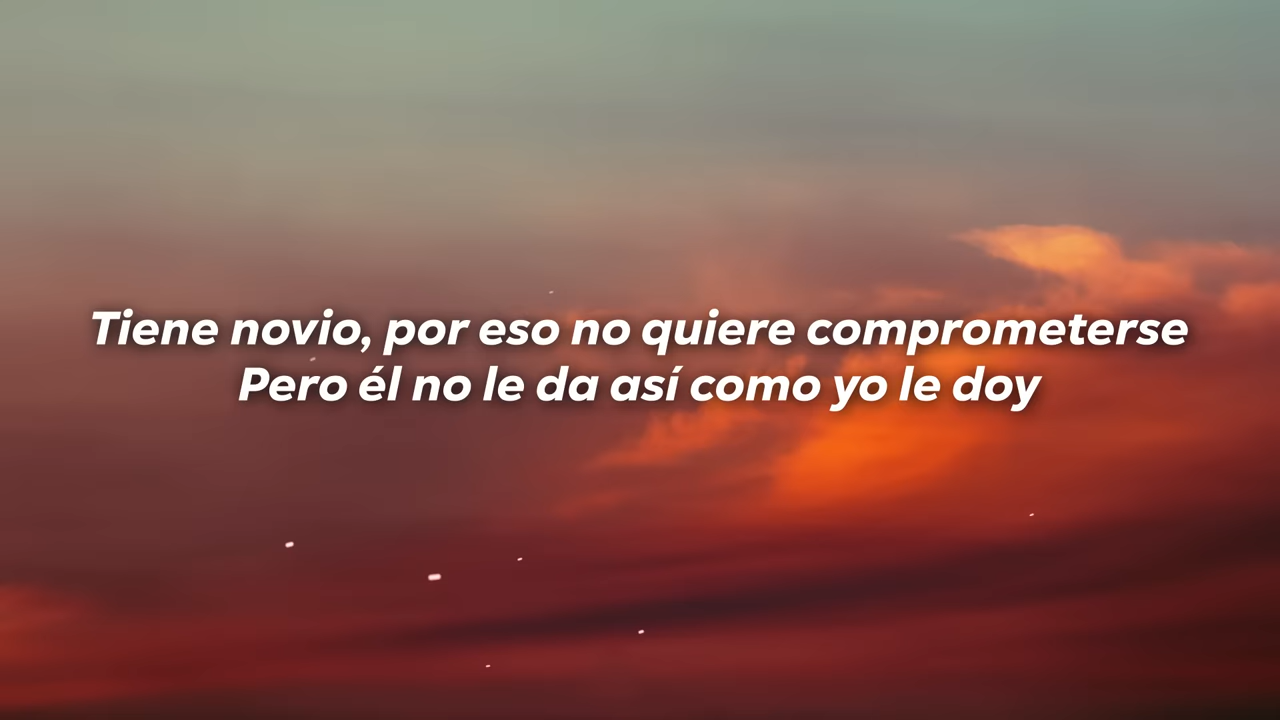 Tiene novio, por eso no quiere comprometerse
Pero él no le da así como yo le doy